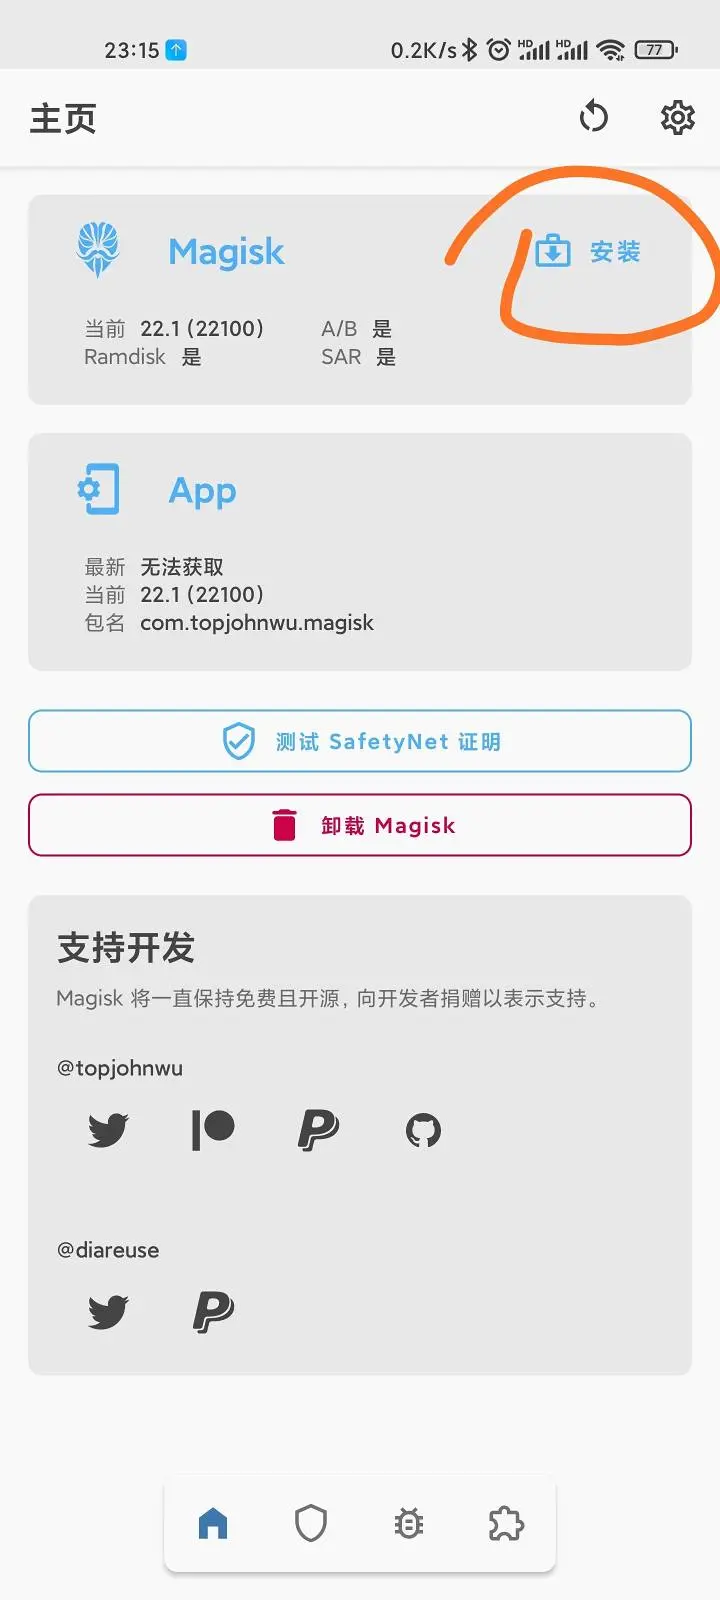 23:15 0.2K/s HD HD 77
主页
Magisk 安装
当前 22.1 (22100) A/B 是
Ramdisk 是 SAR 是
App
最新 无法获取
当前 22.1 (22100)
包名 com.topjohnwu.magisk
测试 SafetyNet 证明
卸载 Magisk
支持开发
Magisk 将一直保持免费且开源，向开发者捐赠以表示支持。
@topjohnwu
@diareuse